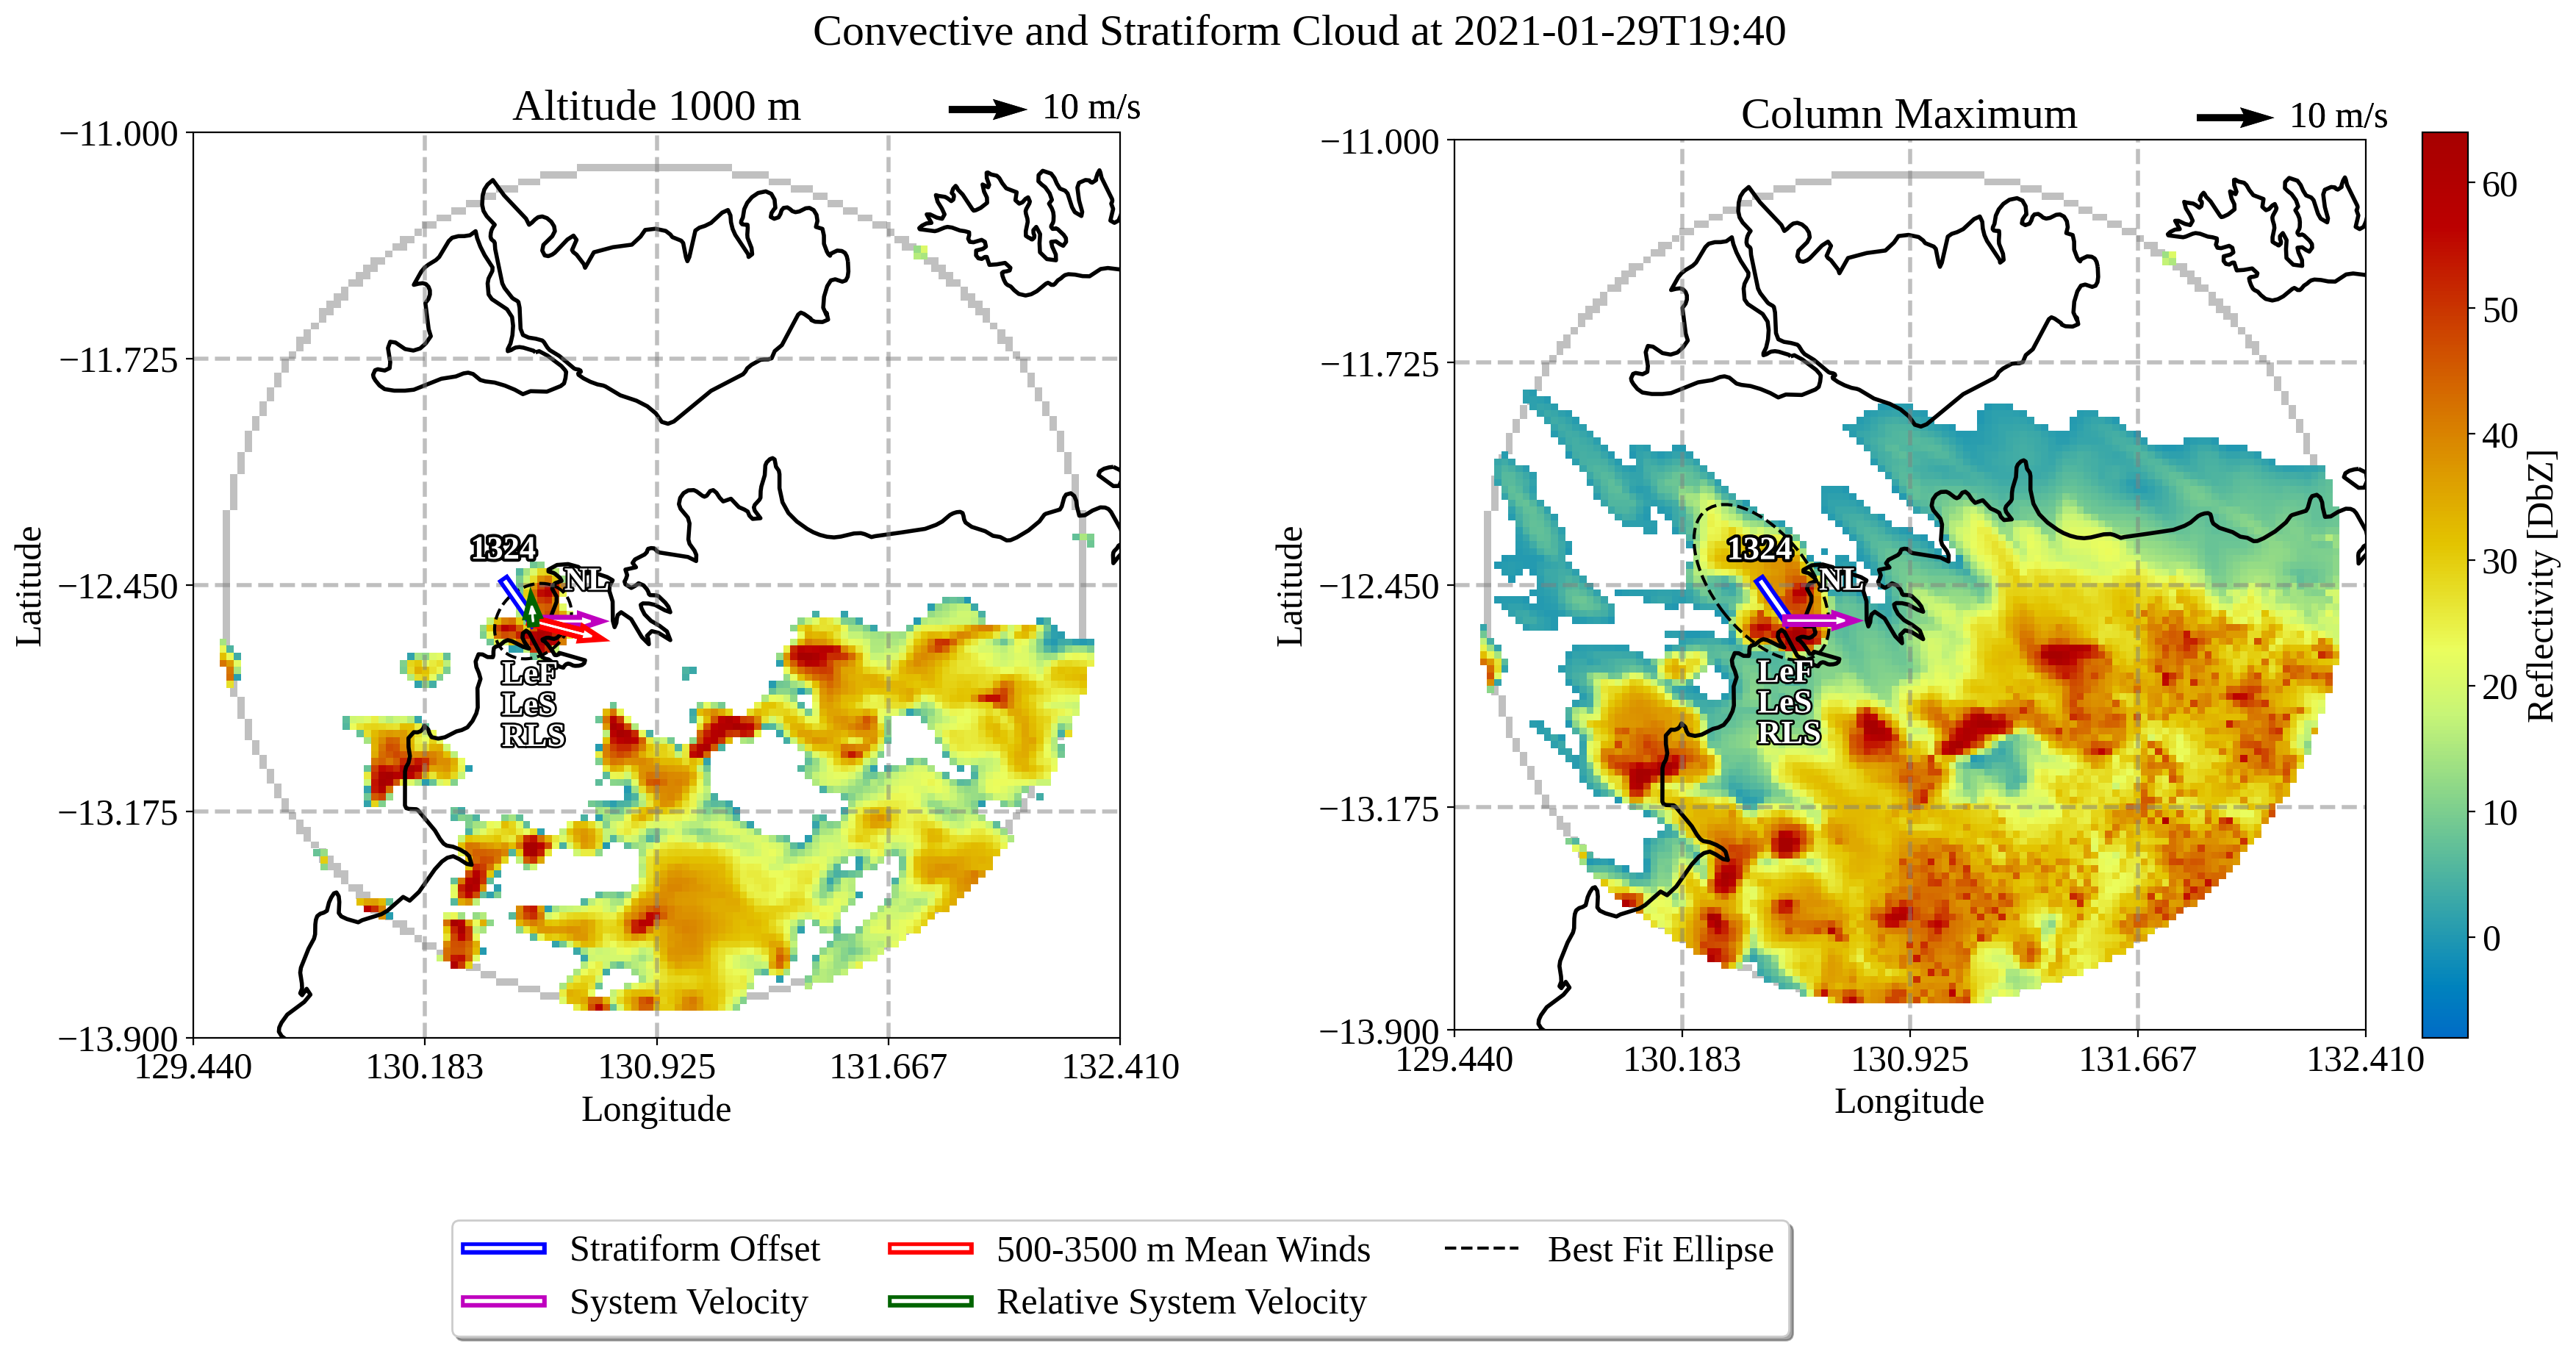 Convective and Stratiform Cloud at 2021-01-29T19:40
Altitude 1000 m
10 m/s
−11.000
−11.725
−12.450
−13.175
−13.900
Latitude
129.440
130.183
130.925
131.667
132.410
Longitude
1324
NL
LeF
LeS
RLS
Column Maximum
10 m/s
−11.000
−11.725
−12.450
−13.175
−13.900
Latitude
129.440
130.183
130.925
131.667
132.410
Longitude
1324
NL
LeF
LeS
RLS
60
50
40
30
20
10
0
Reflectivity [DbZ]
Stratiform Offset
System Velocity
500-3500 m Mean Winds
Relative System Velocity
Best Fit Ellipse